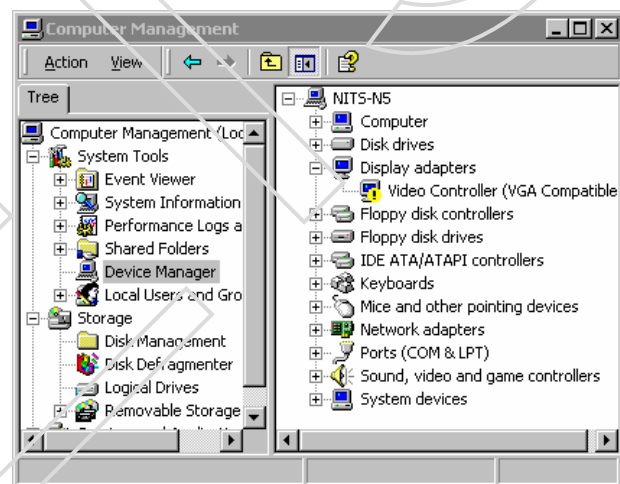 Computer Management
Action View
Tree
Computer Management (Loc
System Tools
Event Viewer
System Information
Performance Logs a
Shared Folders
Device Manager
Local Users and Gro
Storage
Disk Management
Disk Defragmenter
Logical Drives
Removable Storage
NITS-N5
Computer
Disk drives
Display adapters
Video Controller (VGA Compatible
Floppy disk controllers
Floppy disk drives
IDE ATA/ATAPI controllers
Keyboards
Mice and other pointing devices
Network adapters
Ports (COM & LPT)
Sound, video and game controllers
System devices